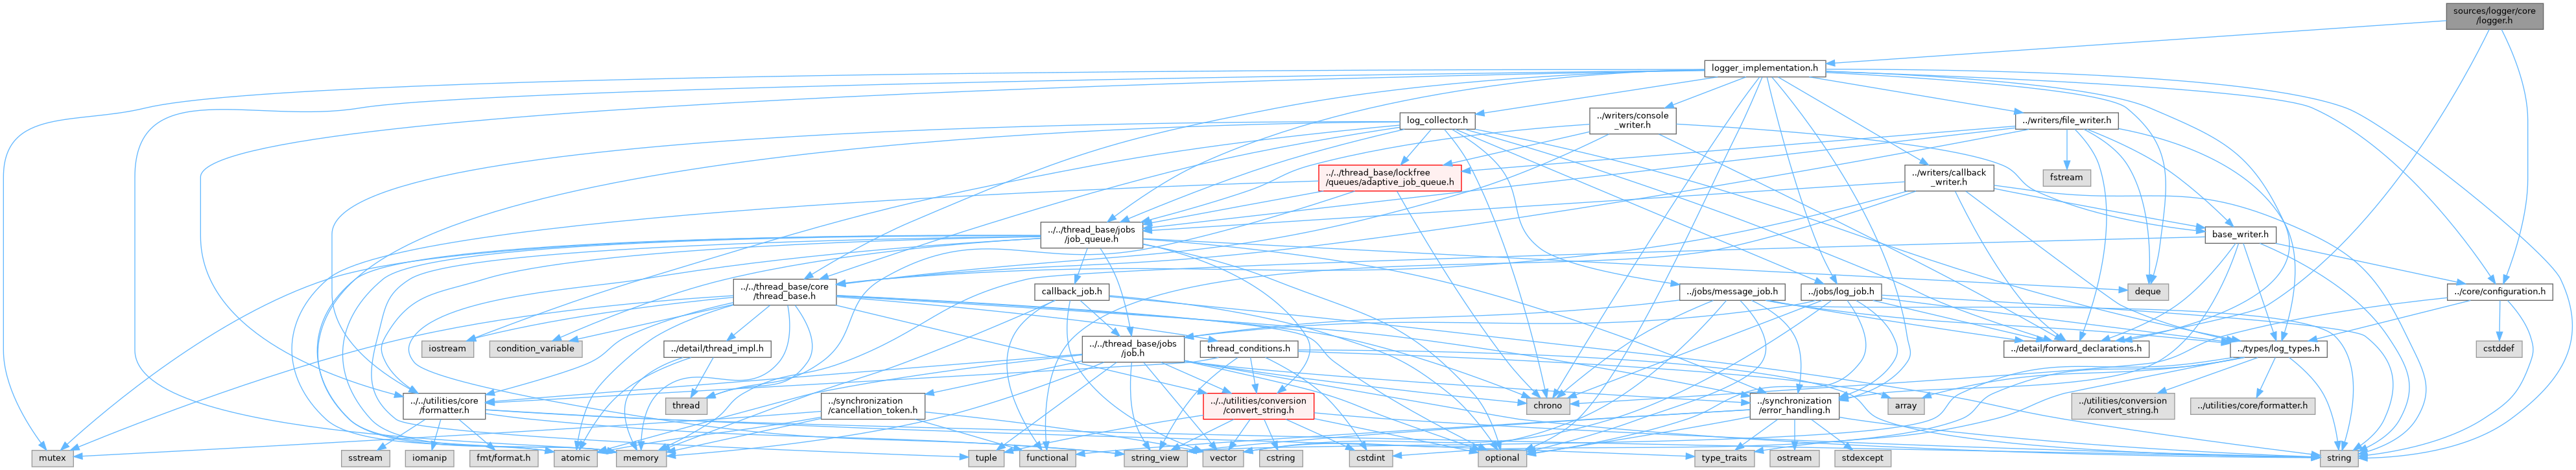 sources/logger/core
/logger.h
logger_implementation.h
log_collector.h
../writers/console
_writer.h
../writers/file_writer.h
../../thread_base/lockfree
/queues/adaptive_job_queue.h
../writers/callback
_writer.h
fstream
../../thread_base/jobs
/job_queue.h
base_writer.h
../../thread_base/core
/thread_base.h
callback_job.h
../jobs/message_job.h
../jobs/log_job.h
deque
../core/configuration.h
iostream
condition_variable
../detail/thread_impl.h
../../thread_base/jobs
/job.h
thread_conditions.h
../detail/forward_declarations.h
../types/log_types.h
cstddef
../../utilities/core
/formatter.h
thread
../synchronization
/cancellation_token.h
../../utilities/conversion
/convert_string.h
chrono
../synchronization
/error_handling.h
array
../utilities/conversion
/convert_string.h
../utilities/core/formatter.h
mutex
sstream
iomanip
fmt/format.h
atomic
memory
tuple
functional
string_view
vector
cstring
cstdint
optional
type_traits
ostream
stdexcept
string